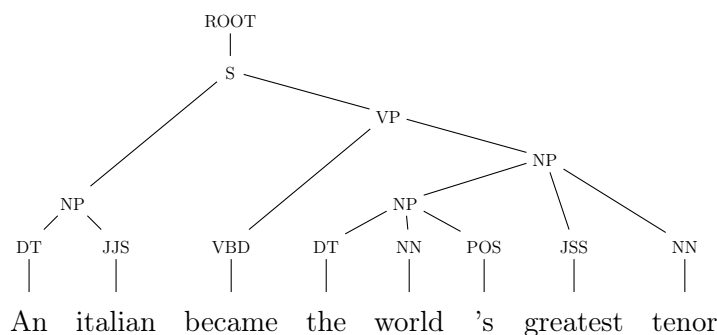 ROOT
S
VP
NP
NP NP
DT JJS VBD DT NN POS JSS NN
An italian became the world 's greatest tenor